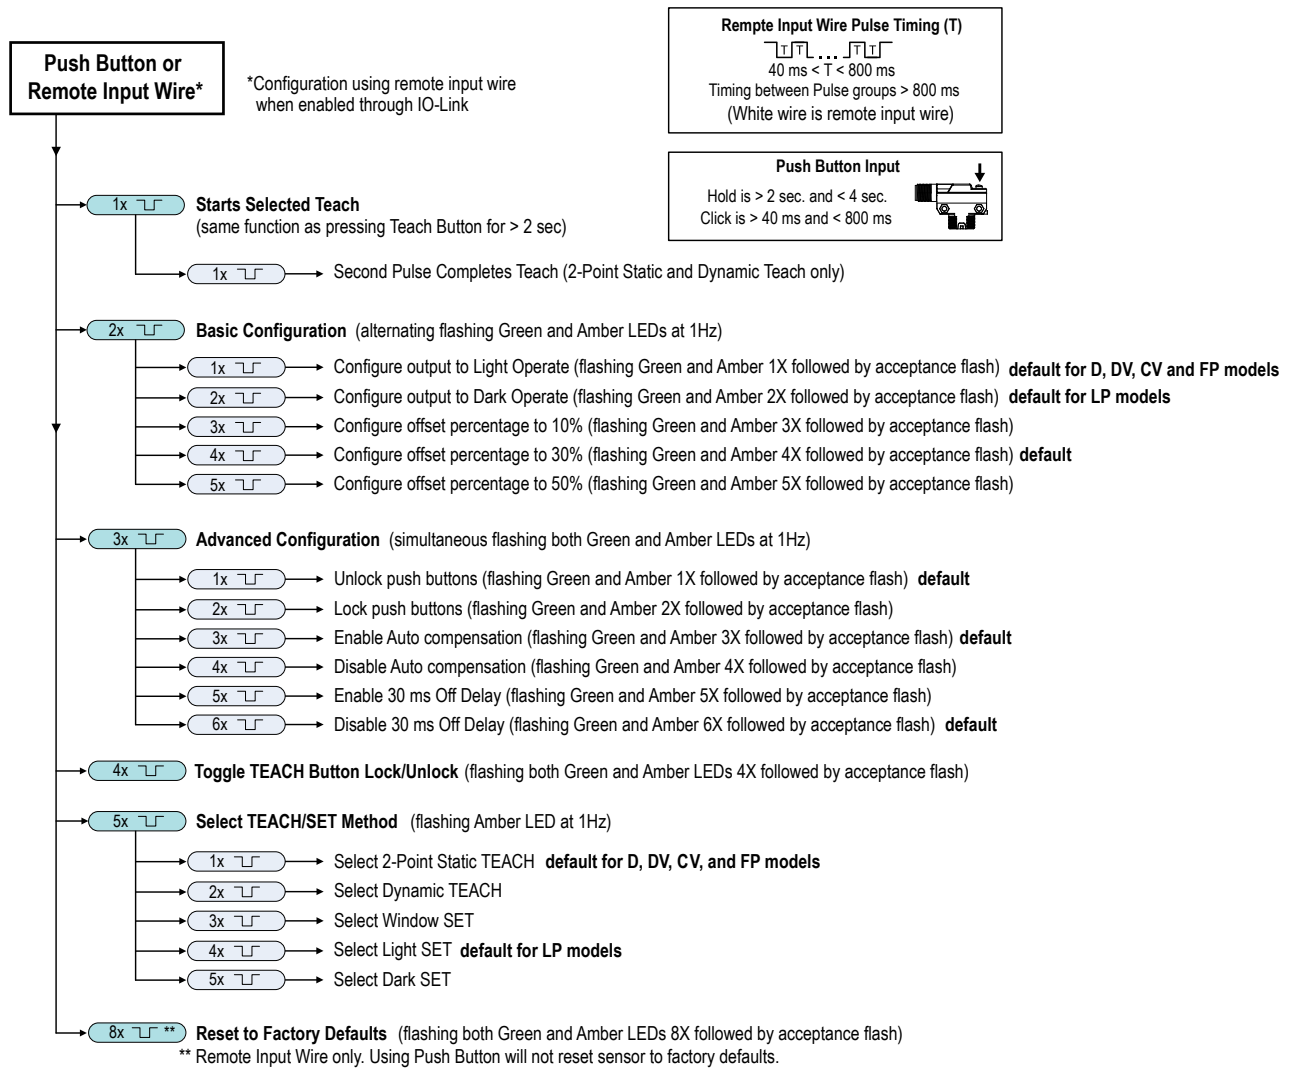 Push Button or
Remote Input Wire*
*Configuration using remote input wire
when enabled through IO-Link
Rempte Input Wire Pulse Timing (T)
T T . . . T T
40 ms < T < 800 ms
Timing between Pulse groups > 800 ms
(White wire is remote input wire)
Push Button Input
Hold is > 2 sec. and < 4 sec.
Click is > 40 ms and < 800 ms
1x Starts Selected Teach
(same function as pressing Teach Button for > 2 sec)
1x Second Pulse Completes Teach (2-Point Static and Dynamic Teach only)
2x Basic Configuration (alternating flashing Green and Amber LEDs at 1Hz)
1x Configure output to Light Operate (flashing Green and Amber 1X followed by acceptance flash) default for D, DV, CV and FP models
2x Configure output to Dark Operate (flashing Green and Amber 2X followed by acceptance flash) default for LP models
3x Configure offset percentage to 10% (flashing Green and Amber 3X followed by acceptance flash)
4x Configure offset percentage to 30% (flashing Green and Amber 4X followed by acceptance flash) default
5x Configure offset percentage to 50% (flashing Green and Amber 5X followed by acceptance flash)
3x Advanced Configuration (simultaneous flashing both Green and Amber LEDs at 1Hz)
1x Unlock push buttons (flashing Green and Amber 1X followed by acceptance flash) default
2x Lock push buttons (flashing Green and Amber 2X followed by acceptance flash)
3x Enable Auto compensation (flashing Green and Amber 3X followed by acceptance flash) default
4x Disable Auto compensation (flashing Green and Amber 4X followed by acceptance flash)
5x Enable 30 ms Off Delay (flashing Green and Amber 5X followed by acceptance flash)
6x Disable 30 ms Off Delay (flashing Green and Amber 6X followed by acceptance flash) default
4x Toggle TEACH Button Lock/Unlock (flashing both Green and Amber LEDs 4X followed by acceptance flash)
5x Select TEACH/SET Method (flashing Amber LED at 1Hz)
1x Select 2-Point Static TEACH default for D, DV, CV, and FP models
2x Select Dynamic TEACH
3x Select Window SET
4x Select Light SET default for LP models
5x Select Dark SET
8x ** Reset to Factory Defaults (flashing both Green and Amber LEDs 8X followed by acceptance flash)
** Remote Input Wire only. Using Push Button will not reset sensor to factory defaults.